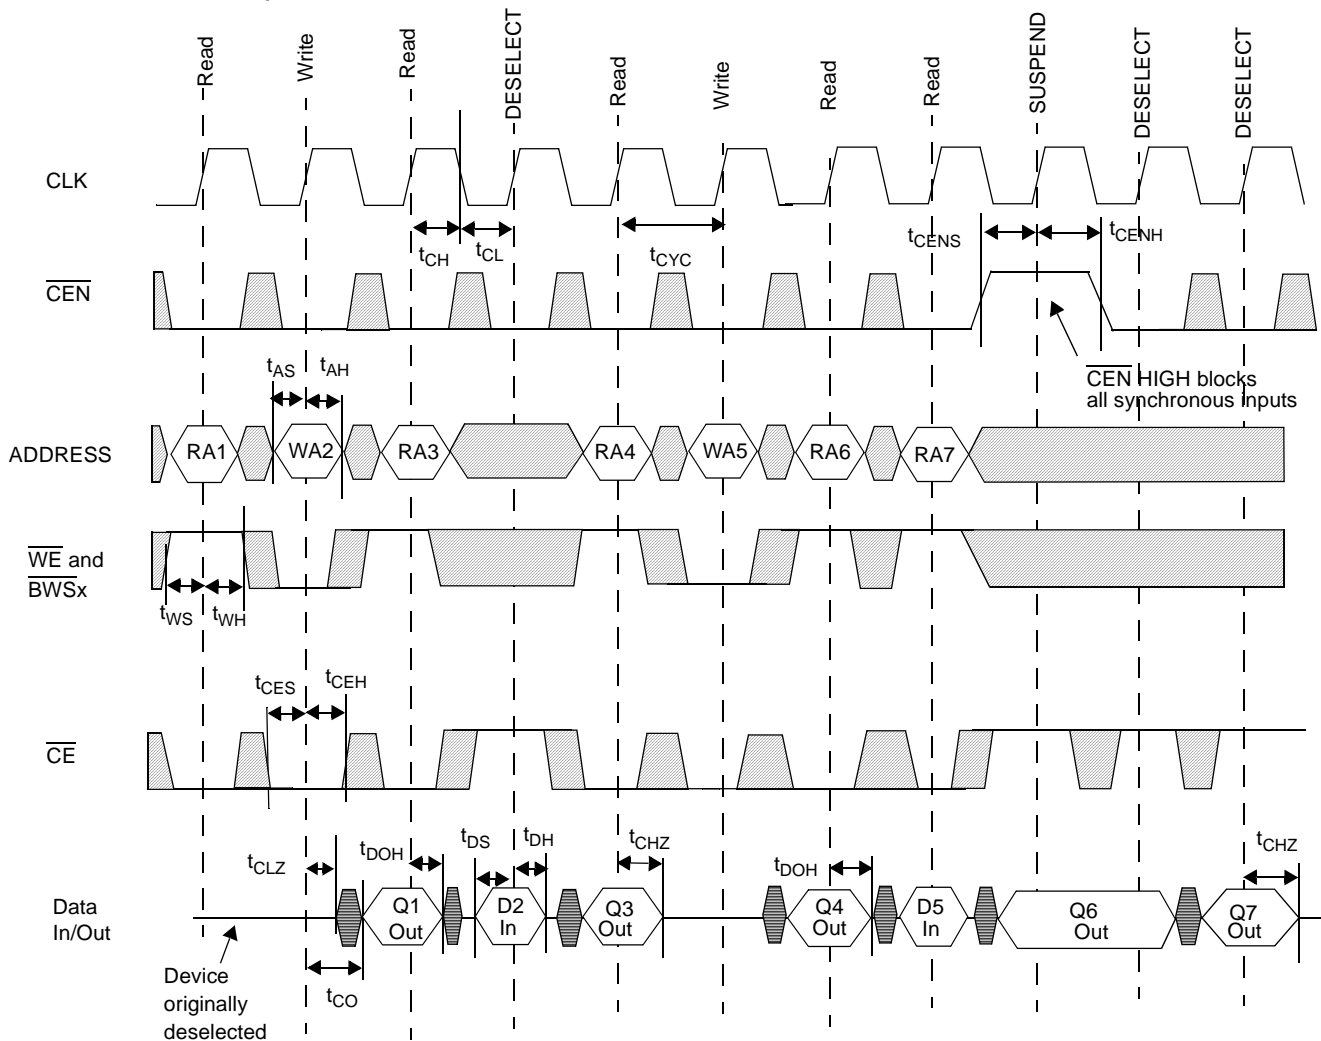 Read
Write
Read
DESELECT
Read
Write
Read
Read
SUSPEND
DESELECT
DESELECT
CLK
tCH
tCL
tCYC
tCENS
tCENH
CEN
CEN HIGH blocks
all synchronous inputs
tAS
tAH
ADDRESS
RA1
WA2
RA3
RA4
WA5
RA6
RA7
WE and
BWSx
tWS
tWH
tCES
tCEH
CE
tCLZ
tDOH
tDS
tDH
tCHZ
tDOH
tCHZ
Data
In/Out
Q1
Out
D2
In
Q3
Out
Q4
Out
D5
In
Q6
Out
Q7
Out
tCO
Device
originally
deselected